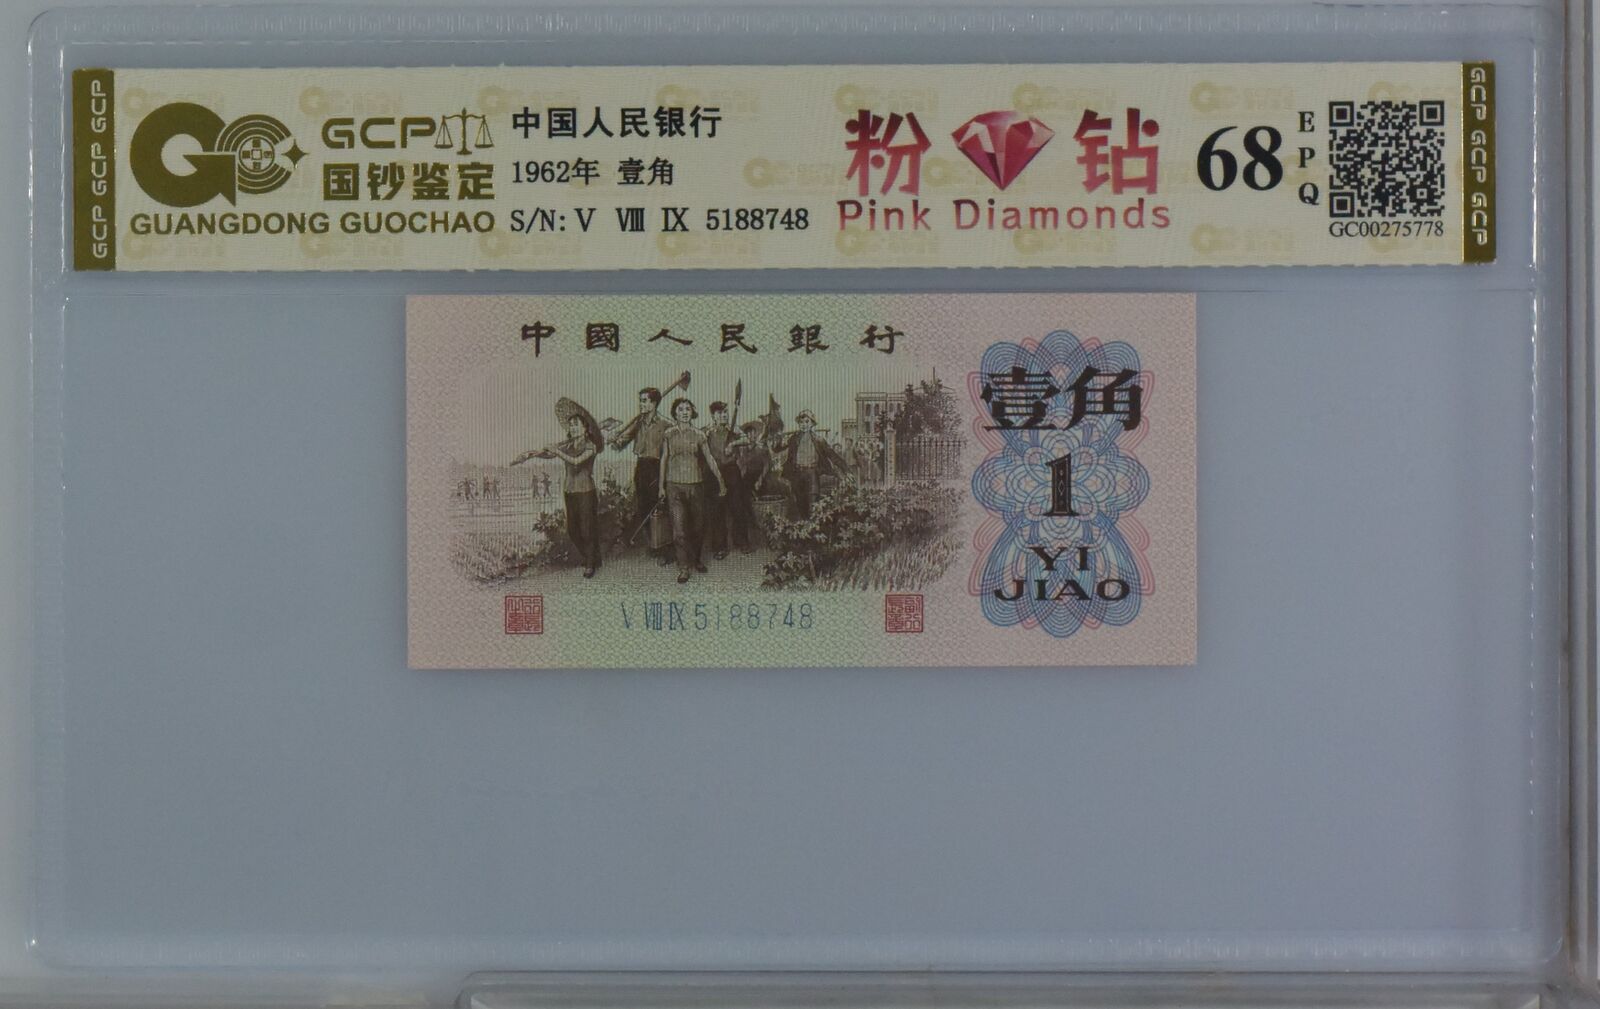 GCP GCP GCP
GCP
国钞鉴定
GUANGDONG GUOCHAO
中国人民银行
1962年 壹角
S/N: V VIII IX 5188748
粉 钻
Pink Diamonds
68
EPQ
GC00275778
GCP GCP GCP
中國人民銀行
壹角
1
YI
JIAO
V VIII IX 5188748